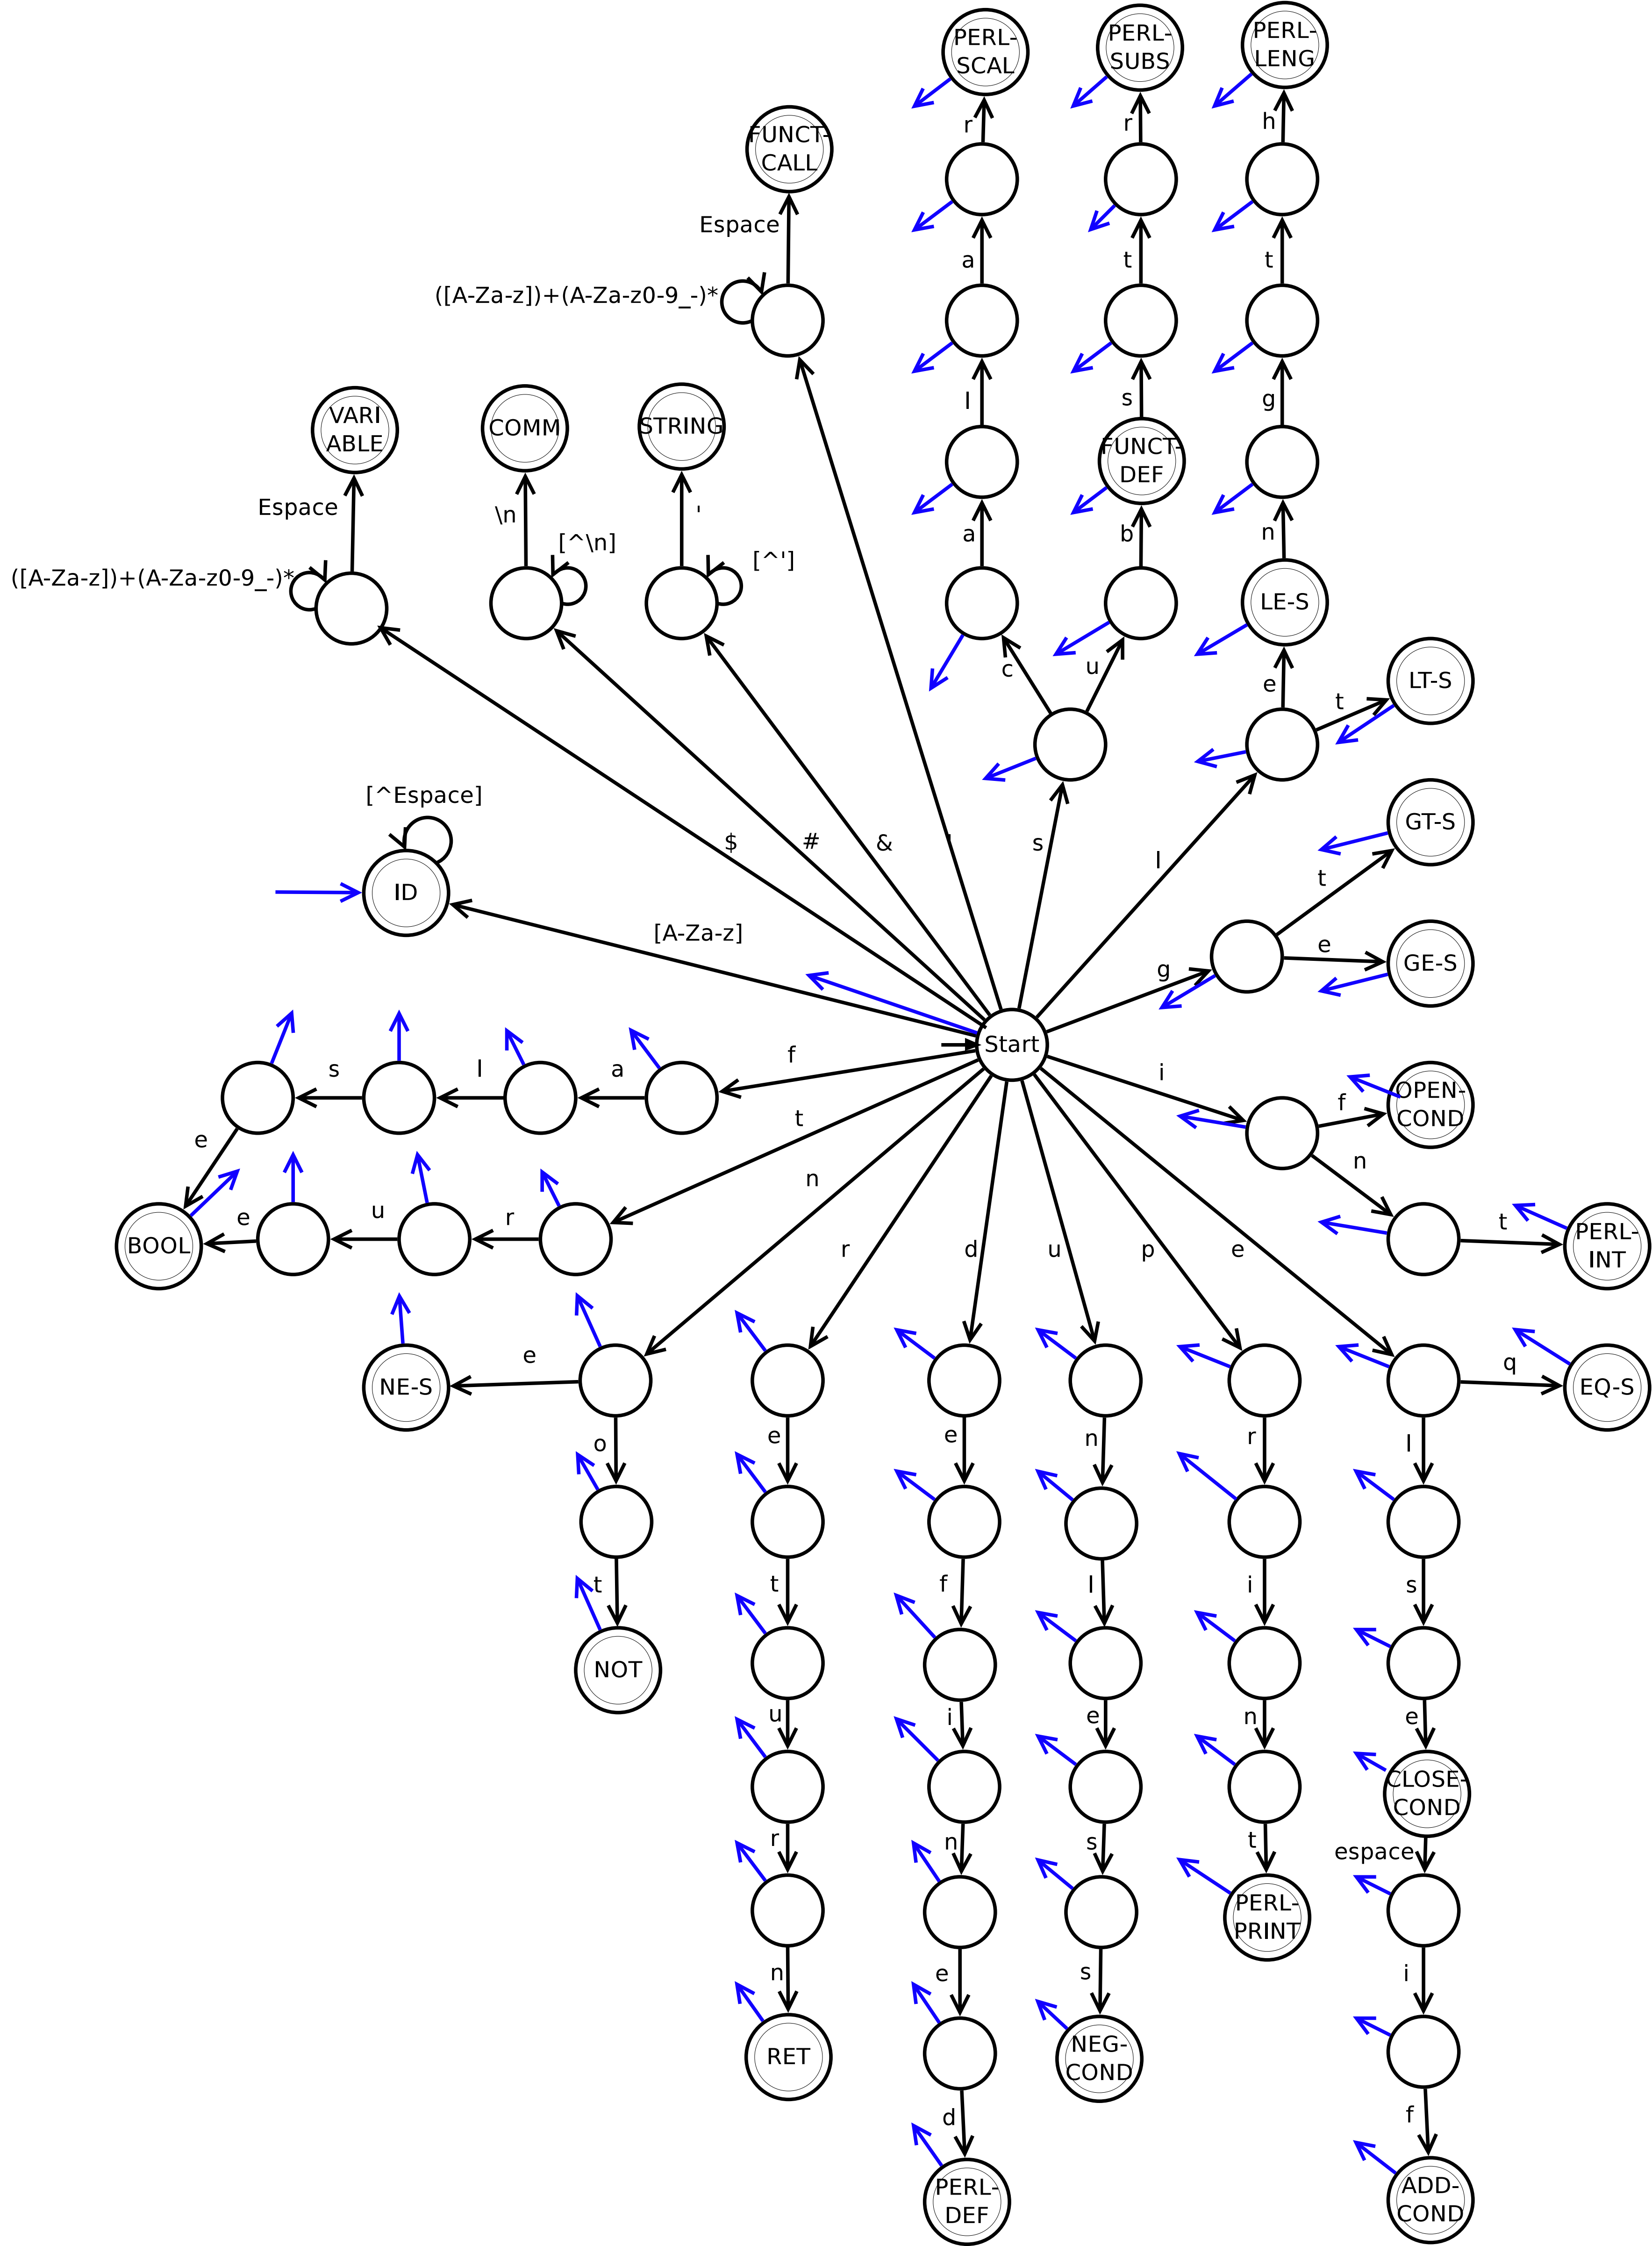 PERL-
SCAL
PERL-
SUBS
PERL-
LENG
r
r
h
FUNCT-
CALL
Espace
a
t
t
([A-Za-z])+(A-Za-z0-9_-)*
l
s
g
VARI
ABLE
COMM
STRING
FUNCT-
DEF
Espace
\n
'
a
b
n
[^\n]
[^']
([A-Za-z])+(A-Za-z0-9_-)*
LE-S
c
u
e
t
LT-S
[^Espace]
$
#
&
'
s
l
t
GT-S
ID
[A-Za-z]
g
e
GE-S
Start
s
l
a
f
i
f
OPEN-
COND
e
t
n
n
BOOL
e
u
r
r
d
u
p
e
t
PERL-
INT
NE-S
e
q
EQ-S
o
e
e
n
r
l
t
t
f
l
i
s
NOT
u
i
e
n
e
CLOSE-
COND
r
n
s
t
espace
PERL-
PRINT
n
e
s
i
RET
NEG-
COND
d
f
PERL-
DEF
ADD-
COND